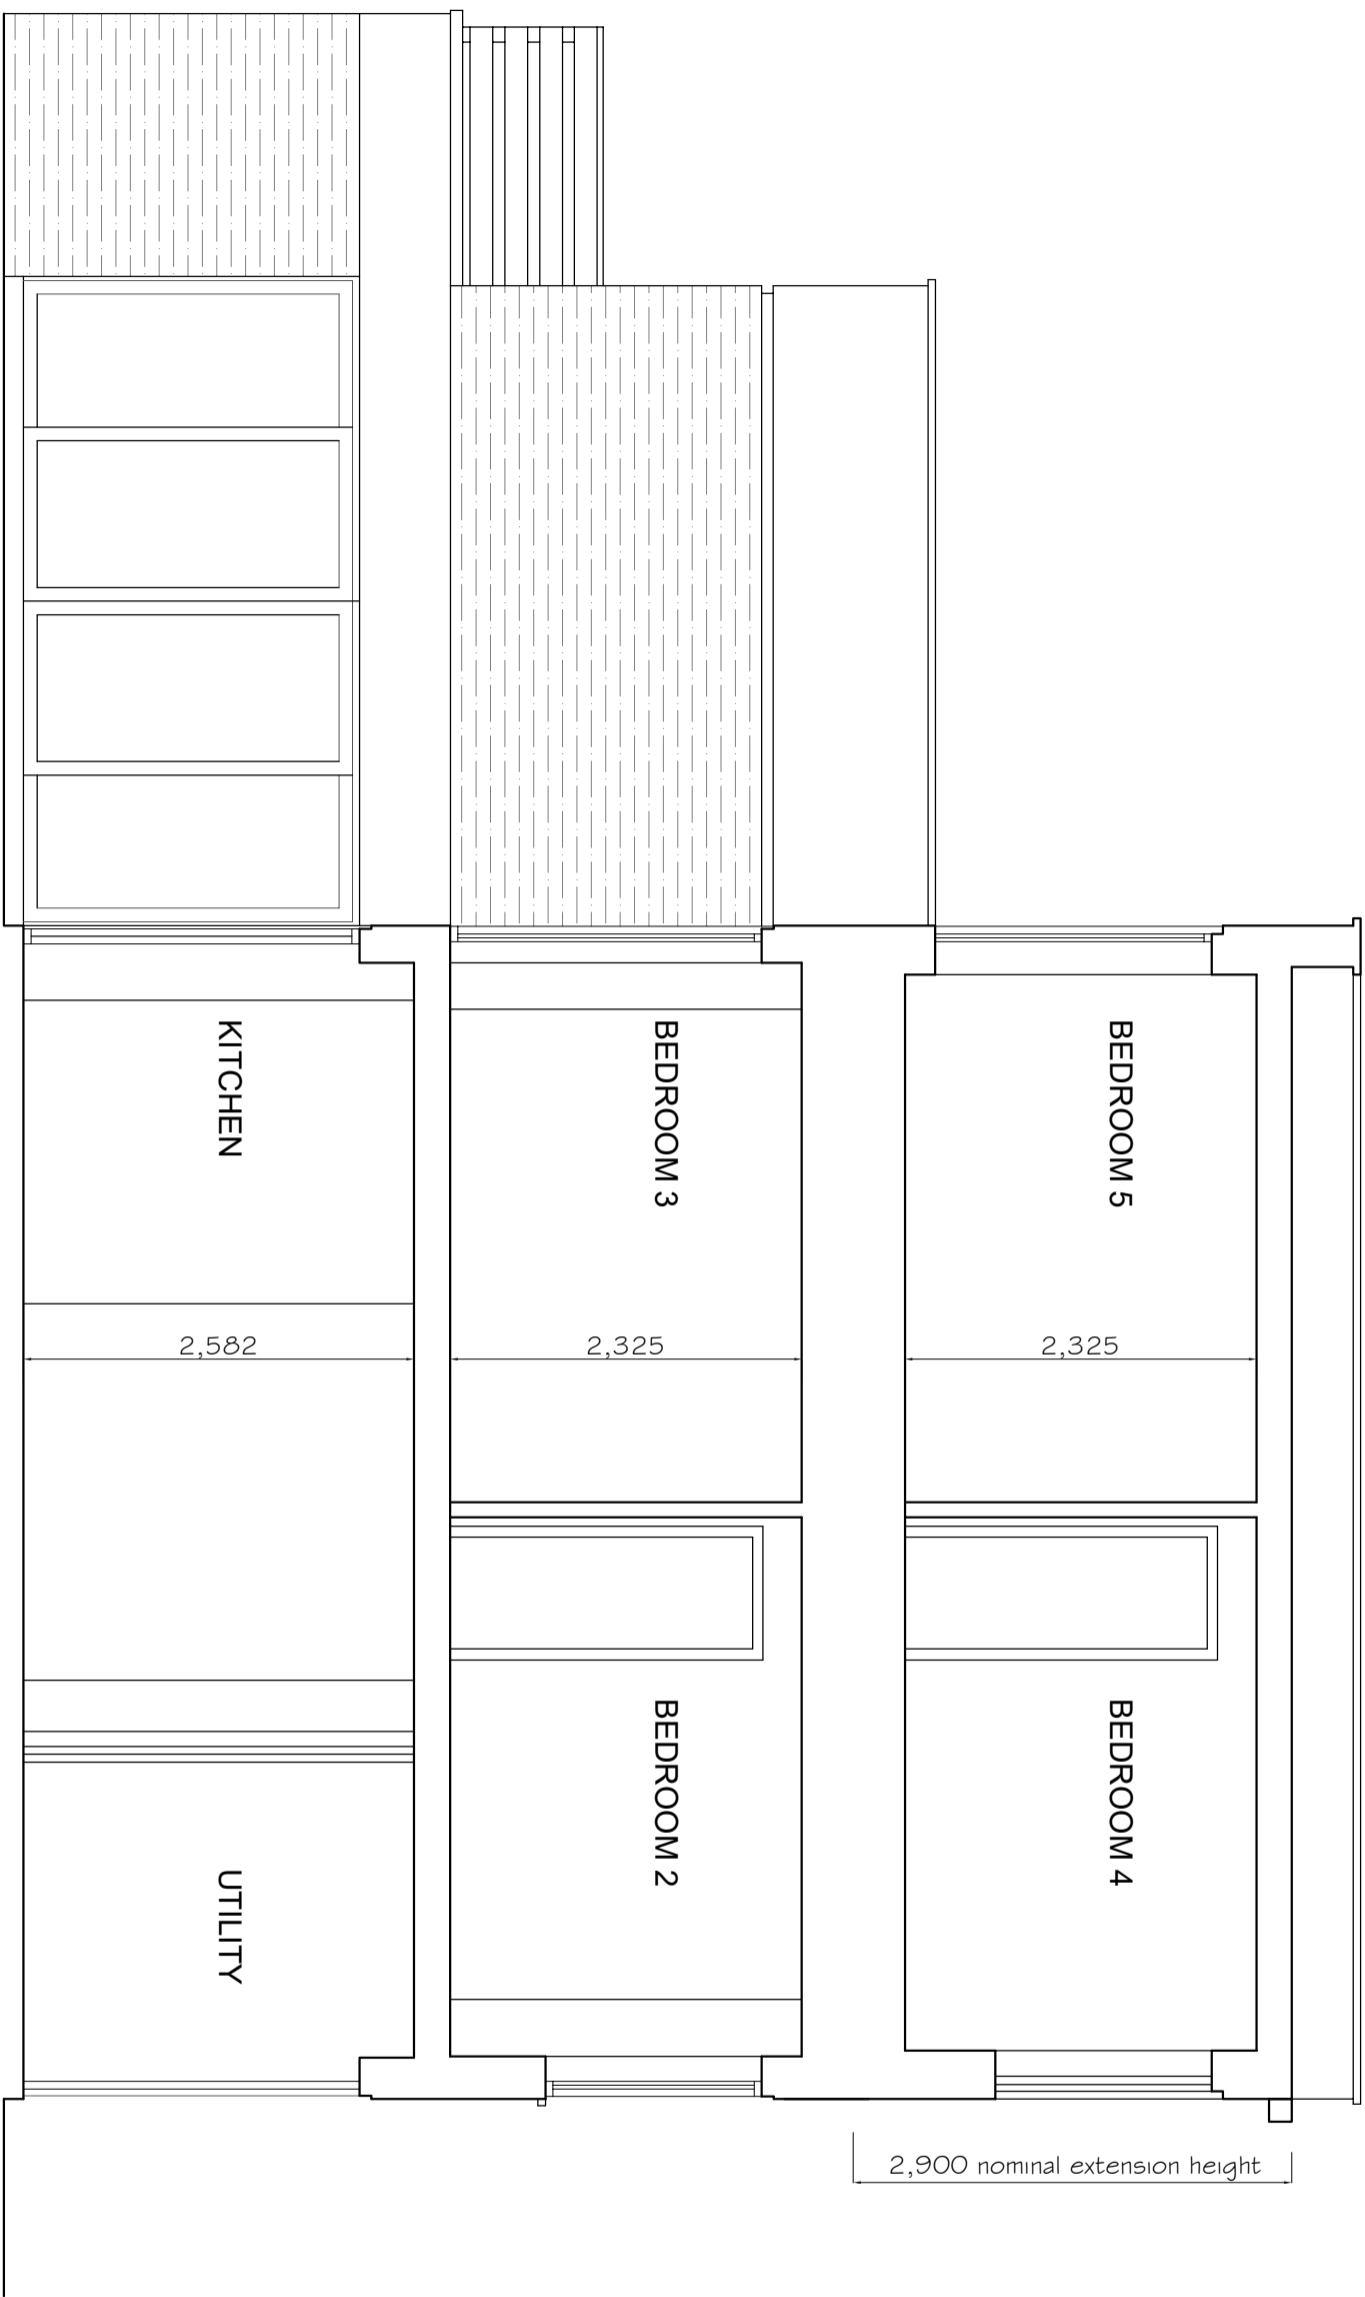 KITCHEN
BEDROOM 3
BEDROOM 5
2,582
2,325
2,325
UTILITY
BEDROOM 2
BEDROOM 4
2,900 nominal extension height